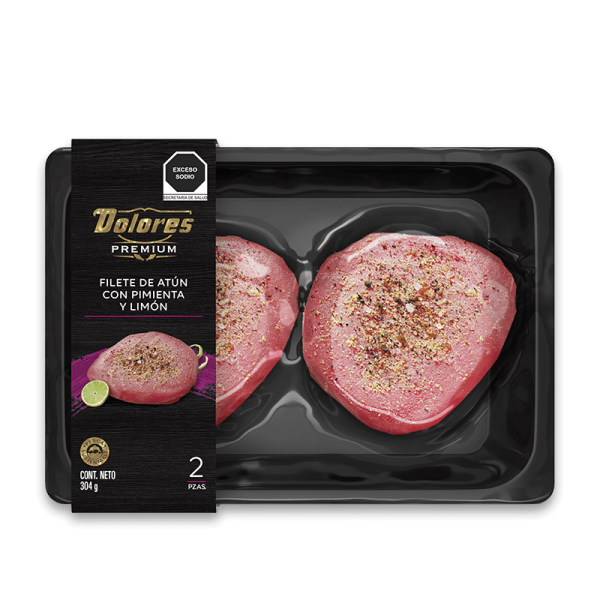 EXCESO
SODIO
SECRETARÍA DE SALUD
Dolores
PREMIUM
FILETE DE ATÚN
CON PIMIENTA
Y LIMÓN
CONT. NETO
304 g
2
PZAS.